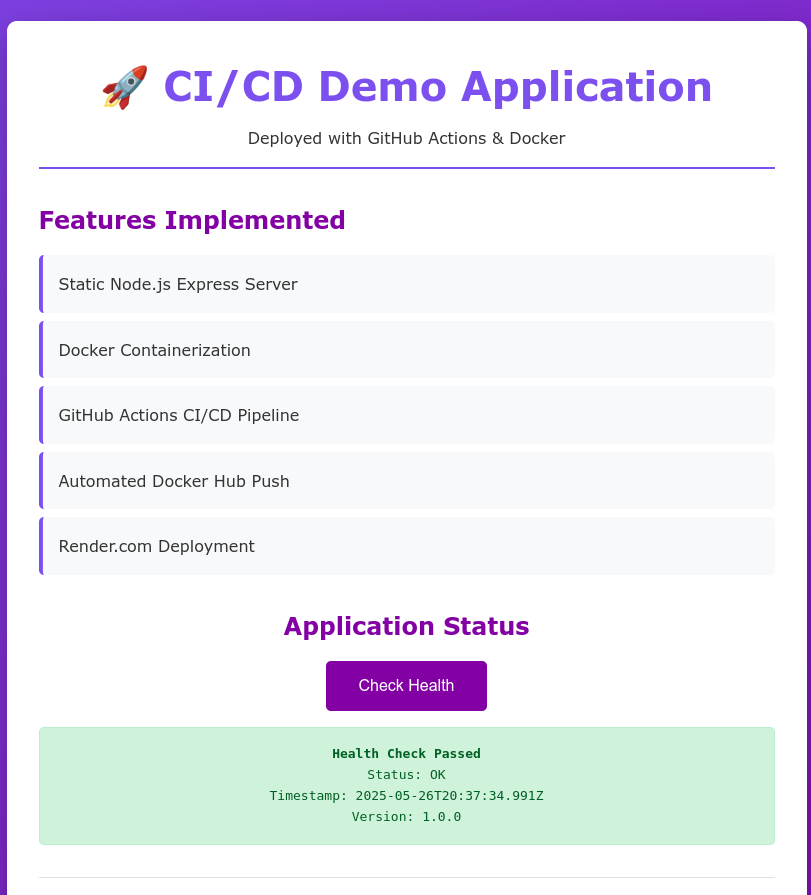 🚀 CI/CD Demo Application
Deployed with GitHub Actions & Docker
Features Implemented
Static Node.js Express Server
Docker Containerization
GitHub Actions CI/CD Pipeline
Automated Docker Hub Push
Render.com Deployment
Application Status
Check Health
Health Check Passed
Status: OK
Timestamp: 2025-05-26T20:37:34.991Z
Version: 1.0.0